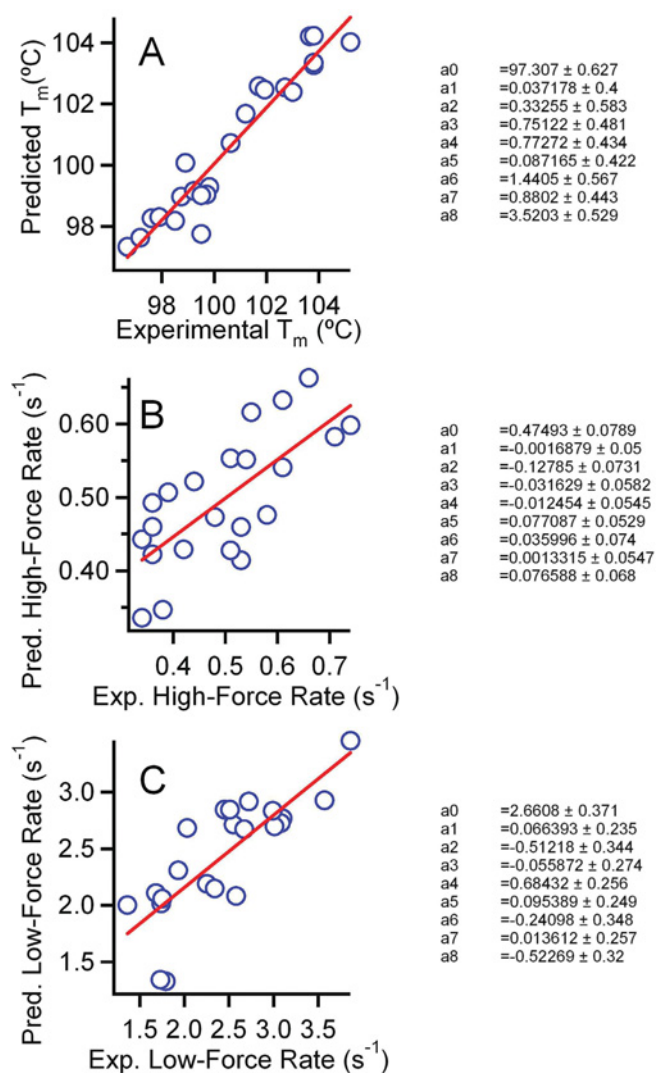 A
Predicted Tm(ºC)
104
102
100
98
98 100 102 104
Experimental Tm (ºC)
a0 =97.307 ± 0.627
a1 =0.037178 ± 0.4
a2 =0.33255 ± 0.583
a3 =0.75122 ± 0.481
a4 =0.77272 ± 0.434
a5 =0.087165 ± 0.422
a6 =1.4405 ± 0.567
a7 =0.8802 ± 0.443
a8 =3.5203 ± 0.529
B
Pred. High-Force Rate (s-1)
0.60
0.50
0.40
0.4 0.5 0.6 0.7
Exp. High-Force Rate (s-1)
a0 =0.47493 ± 0.0789
a1 =-0.0016879 ± 0.05
a2 =-0.12785 ± 0.0731
a3 =-0.031629 ± 0.0582
a4 =-0.012454 ± 0.0545
a5 =0.077087 ± 0.0529
a6 =0.035996 ± 0.074
a7 =0.0013315 ± 0.0547
a8 =0.076588 ± 0.068
C
Pred. Low-Force Rate (s-1)
3.0
2.5
2.0
1.5
1.5 2.0 2.5 3.0 3.5
Exp. Low-Force Rate (s-1)
a0 =2.6608 ± 0.371
a1 =0.066393 ± 0.235
a2 =-0.51218 ± 0.344
a3 =-0.055872 ± 0.274
a4 =0.68432 ± 0.256
a5 =0.095389 ± 0.249
a6 =-0.24098 ± 0.348
a7 =0.013612 ± 0.257
a8 =-0.52269 ± 0.32